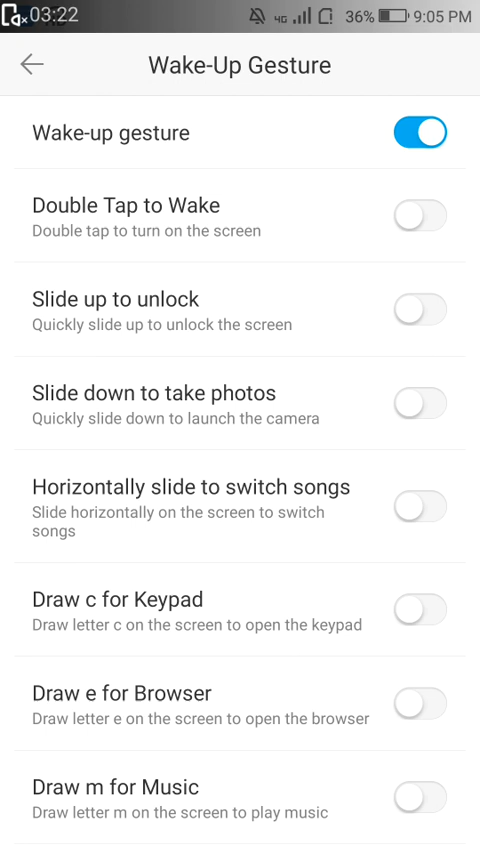 03:22 4G 36% 9:05 PM
Wake-Up Gesture
Wake-up gesture
Double Tap to Wake
Double tap to turn on the screen
Slide up to unlock
Quickly slide up to unlock the screen
Slide down to take photos
Quickly slide down to launch the camera
Horizontally slide to switch songs
Slide horizontally on the screen to switch
songs
Draw c for Keypad
Draw letter c on the screen to open the keypad
Draw e for Browser
Draw letter e on the screen to open the browser
Draw m for Music
Draw letter m on the screen to play music